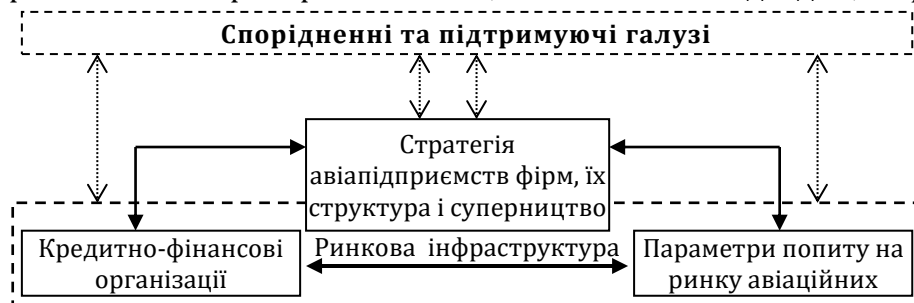 Спорідненні та підтримуючі галузі
Стратегія
авіапідприємств фірм, їх
структура і суперництво
Кредитно-фінансові
організації
Ринкова інфраструктура
Параметри попиту на
ринку авіаційних